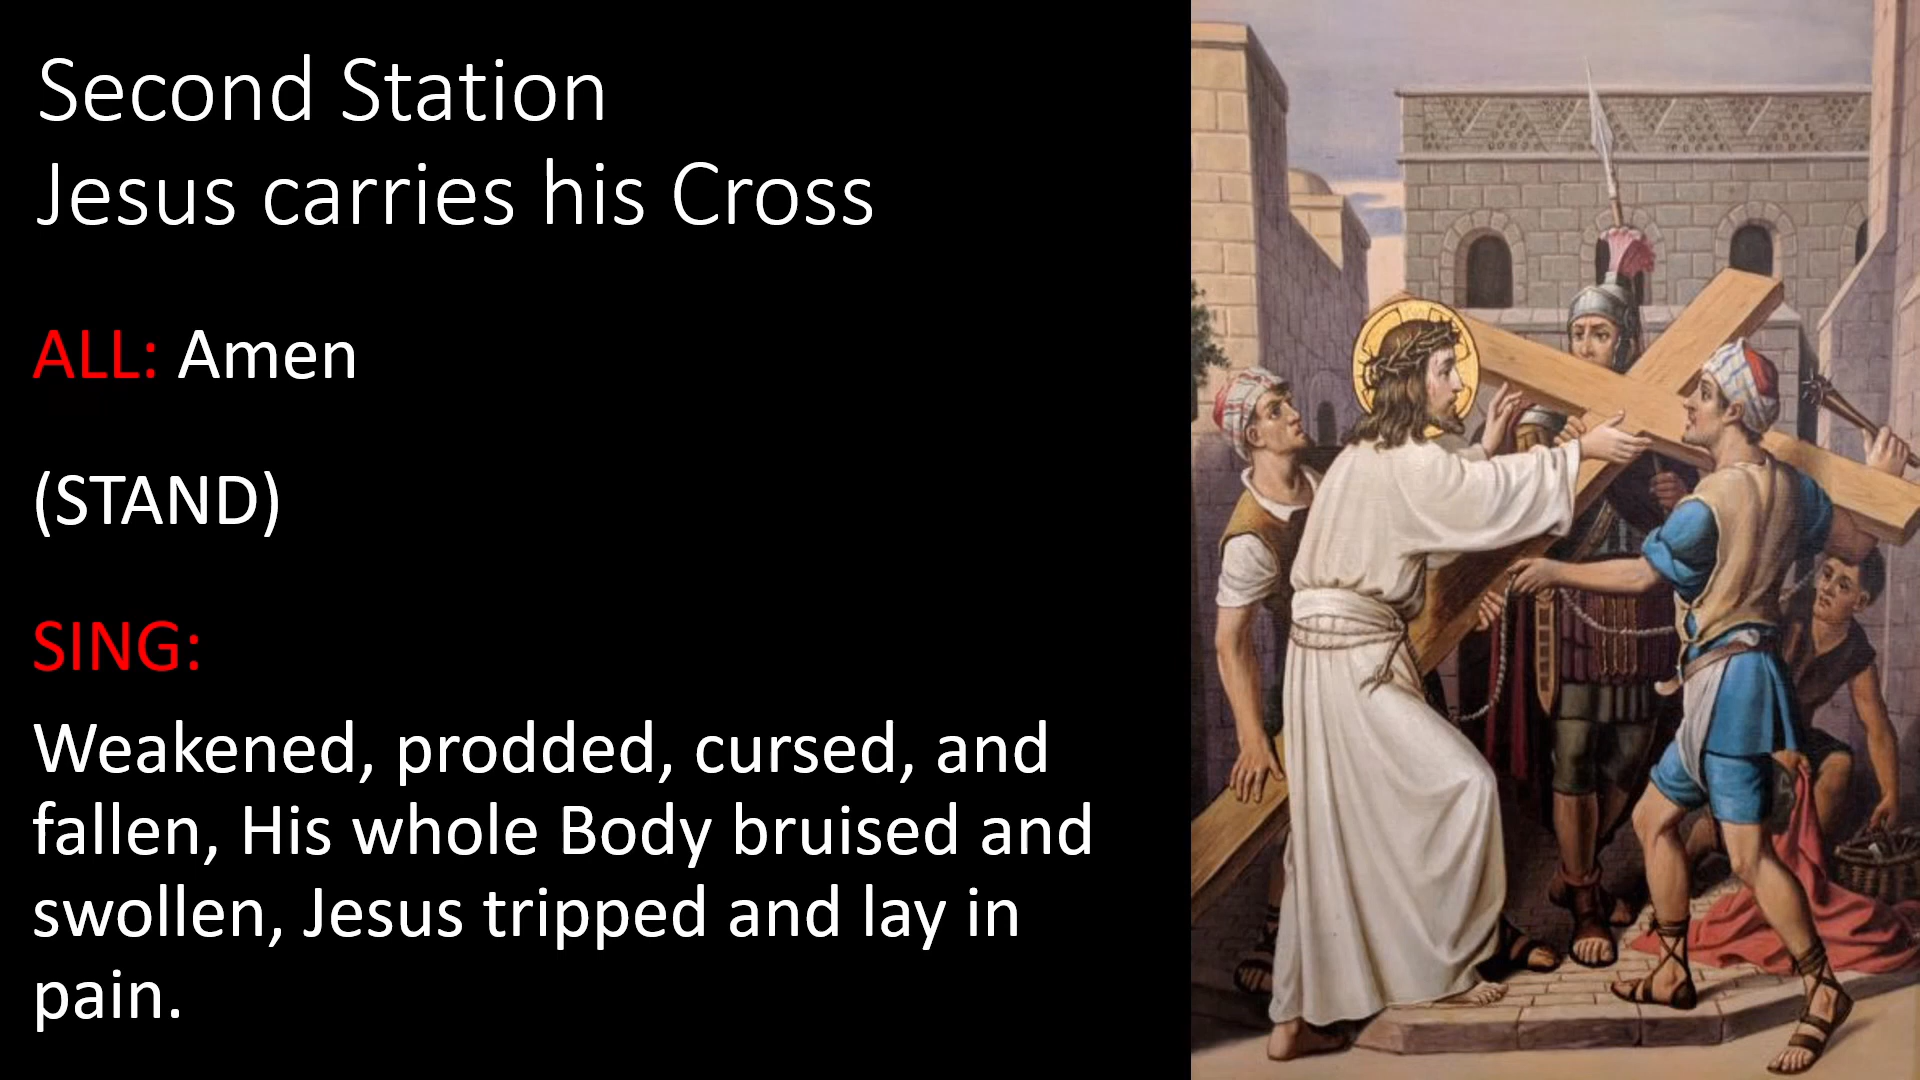 Second Station
Jesus carries his Cross
ALL: Amen
(STAND)
SING:
Weakened, prodded, cursed, and
fallen, His whole Body bruised and
swollen, Jesus tripped and lay in
pain.